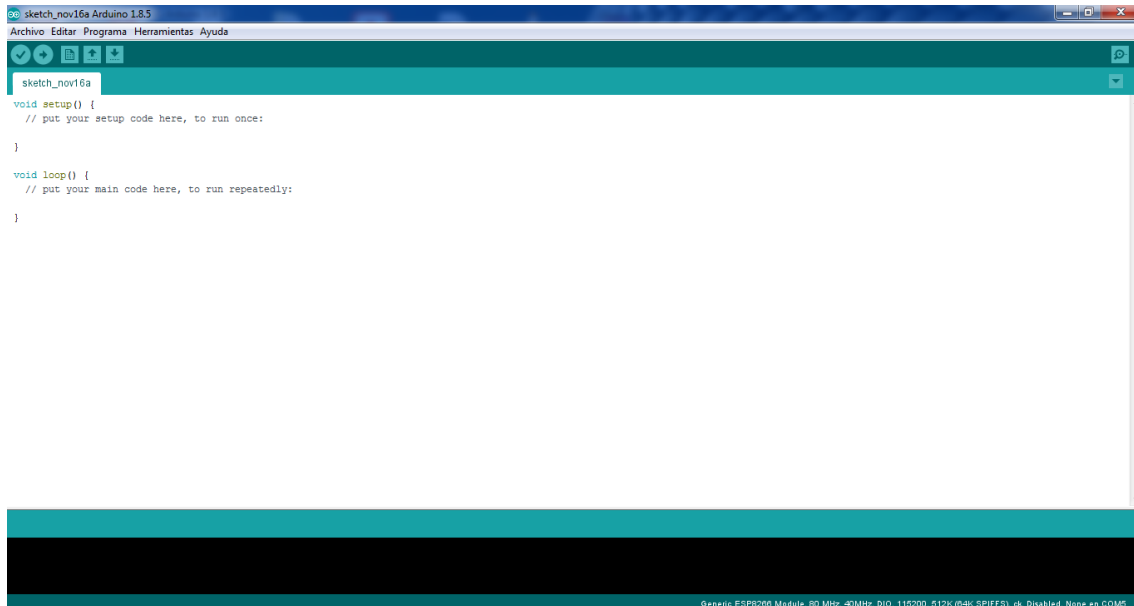 sketch_nov16a Arduino 1.8.5
Archivo Editar Programa Herramientas Ayuda
sketch_nov16a
void setup() {
  // put your setup code here, to run once:
}
void loop() {
  // put your main code here, to run repeatedly:
}
Generic ESP8266 Module, 80 MHz, 40MHz, DIO, 115200, 512K (64K SPIFFS), ck, Disabled, None en COM5